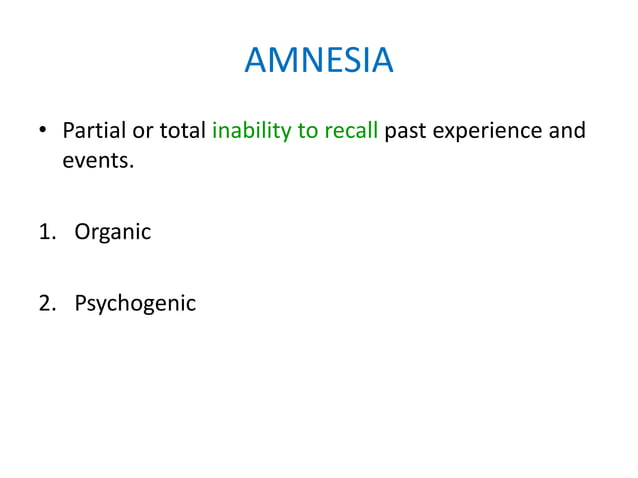 AMNESIA
• Partial or total inability to recall past experience and
events.
1. Organic
2. Psychogenic